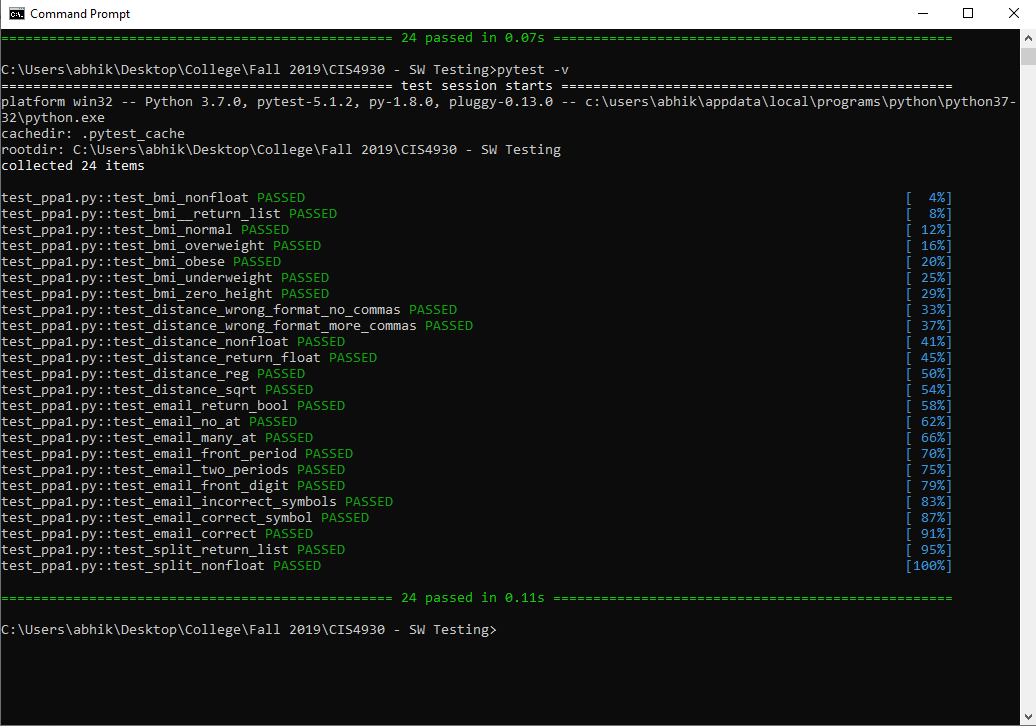 Command Prompt
================================================= 24 passed in 0.07s ==================================================
C:\Users\abhik\Desktop\College\Fall 2019\CIS4930 - SW Testing>pytest -v
================================================= test session starts ==================================================
platform win32 -- Python 3.7.0, pytest-5.1.2, py-1.8.0, pluggy-0.13.0 -- c:\users\abhik\appdata\local\programs\python\python37-
32\python.exe
cachedir: .pytest_cache
rootdir: C:\Users\abhik\Desktop\College\Fall 2019\CIS4930 - SW Testing
collected 24 items
test_ppa1.py::test_bmi_nonfloat PASSED [  4%]
test_ppa1.py::test_bmi__return_list PASSED [  8%]
test_ppa1.py::test_bmi_normal PASSED [ 12%]
test_ppa1.py::test_bmi_overweight PASSED [ 16%]
test_ppa1.py::test_bmi_obese PASSED [ 20%]
test_ppa1.py::test_bmi_underweight PASSED [ 25%]
test_ppa1.py::test_bmi_zero_height PASSED [ 29%]
test_ppa1.py::test_distance_wrong_format_no_commas PASSED [ 33%]
test_ppa1.py::test_distance_wrong_format_more_commas PASSED [ 37%]
test_ppa1.py::test_distance_nonfloat PASSED [ 41%]
test_ppa1.py::test_distance_return_float PASSED [ 45%]
test_ppa1.py::test_distance_reg PASSED [ 50%]
test_ppa1.py::test_distance_sqrt PASSED [ 54%]
test_ppa1.py::test_email_return_bool PASSED [ 58%]
test_ppa1.py::test_email_no_at PASSED [ 62%]
test_ppa1.py::test_email_many_at PASSED [ 66%]
test_ppa1.py::test_email_front_period PASSED [ 70%]
test_ppa1.py::test_email_two_periods PASSED [ 75%]
test_ppa1.py::test_email_front_digit PASSED [ 79%]
test_ppa1.py::test_email_incorrect_symbols PASSED [ 83%]
test_ppa1.py::test_email_correct_symbol PASSED [ 87%]
test_ppa1.py::test_email_correct PASSED [ 91%]
test_ppa1.py::test_split_return_list PASSED [ 95%]
test_ppa1.py::test_split_nonfloat PASSED [100%]
================================================= 24 passed in 0.11s ==================================================
C:\Users\abhik\Desktop\College\Fall 2019\CIS4930 - SW Testing>